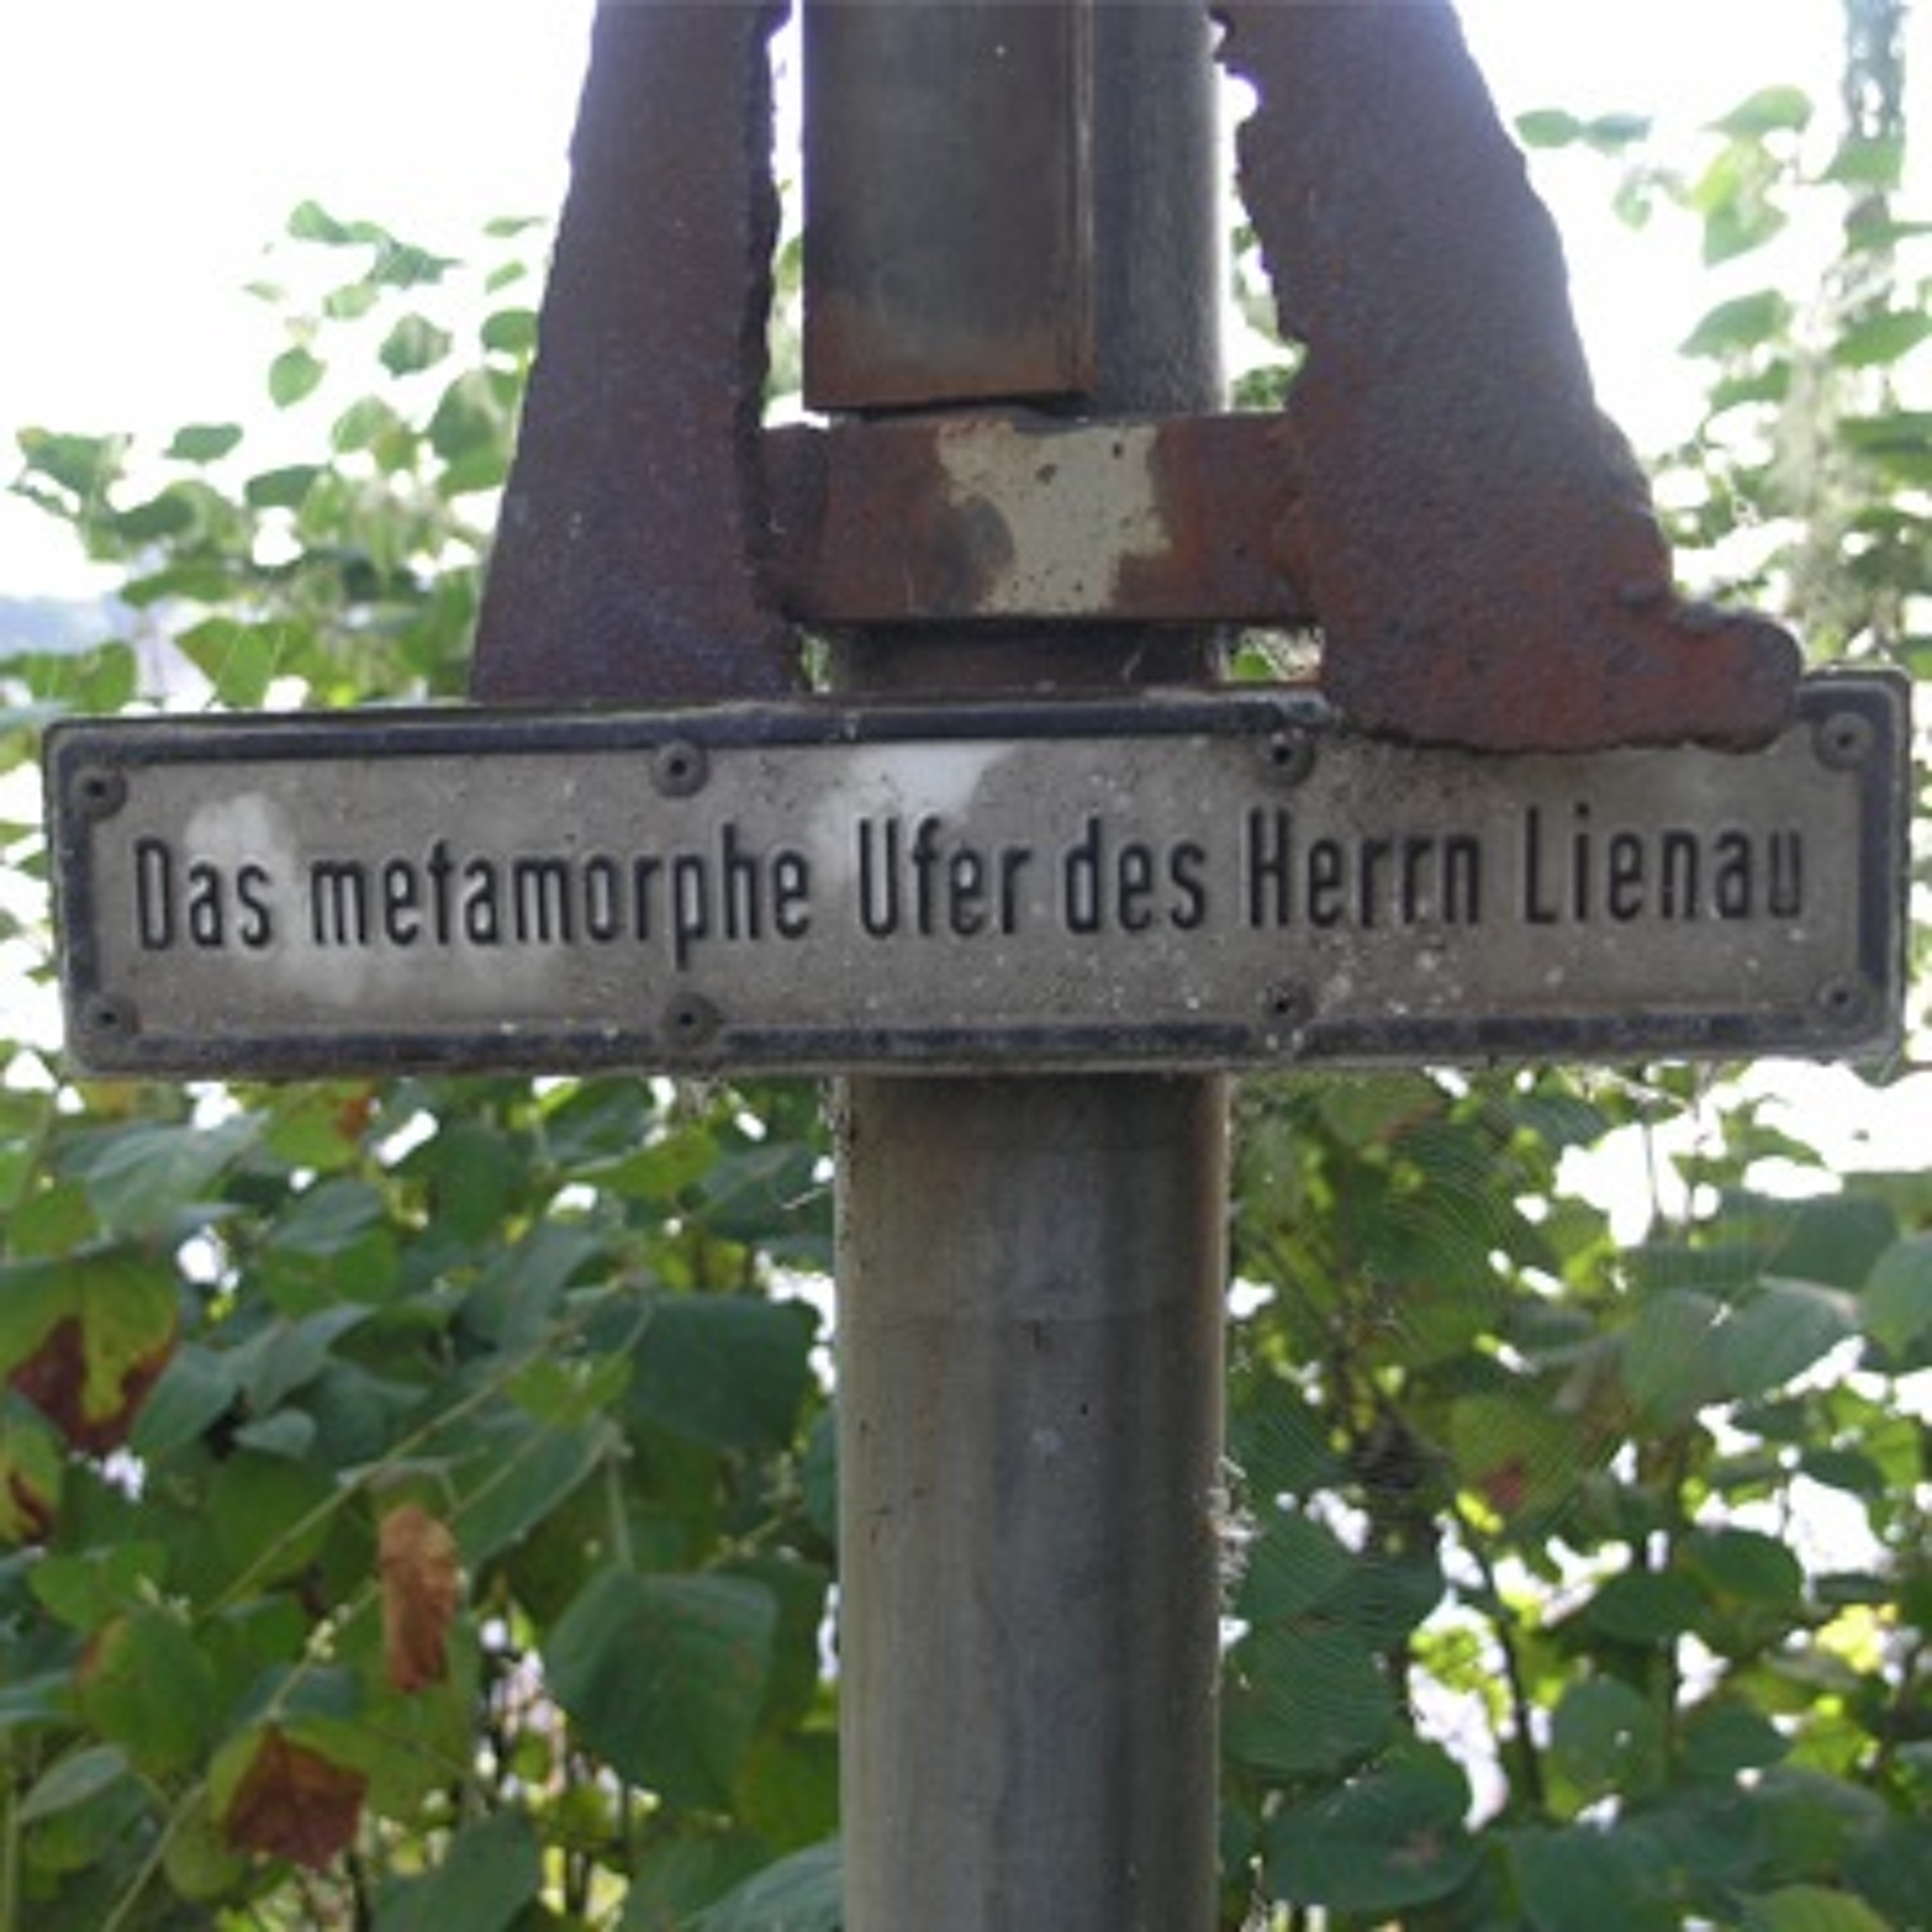 Das metamorphe Ufer des Herrn Lienau